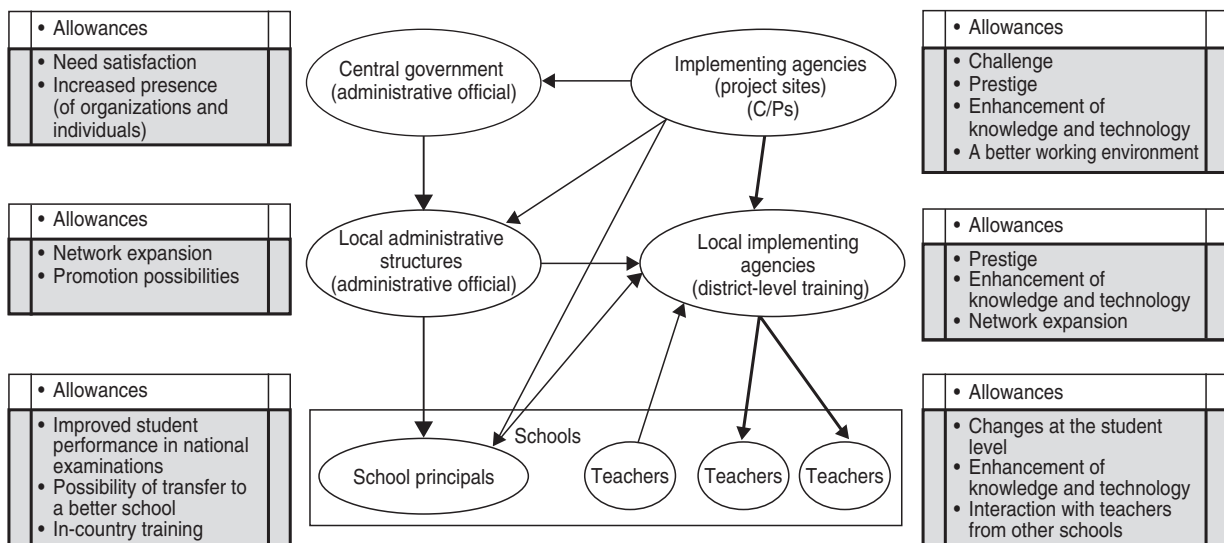 • Allowances
• Need satisfaction
• Increased presence
(of organizations and
individuals)
Central government
(administrative official)
Implementing agencies
(project sites)
(C/Ps)
• Allowances
• Challenge
• Prestige
• Enhancement of
knowledge and technology
• A better working environment
• Allowances
• Network expansion
• Promotion possibilities
Local administrative
structures
(administrative official)
Local implementing
agencies
(district-level training)
• Allowances
• Prestige
• Enhancement of
knowledge and technology
• Network expansion
• Allowances
• Improved student
performance in national
examinations
• Possibility of transfer to
a better school
• In-country training
Schools
School principals
Teachers
Teachers
Teachers
• Allowances
• Changes at the student
level
• Enhancement of
knowledge and technology
• Interaction with teachers
from other schools